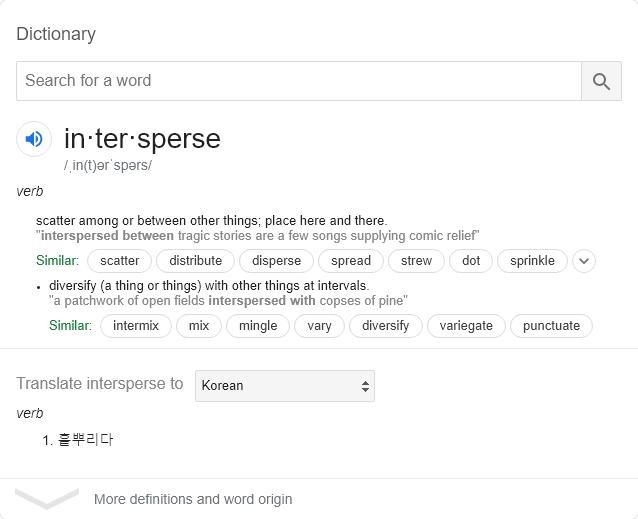 Dictionary
Search for a word
in·ter·sperse
/ˌin(t)ərˈspərs/
verb
scatter among or between other things; place here and there.
"interspersed between tragic stories are a few songs supplying comic relief"
Similar: scatter distribute disperse spread strew dot sprinkle
• diversify (a thing or things) with other things at intervals.
"a patchwork of open fields interspersed with copses of pine"
Similar: intermix mix mingle vary diversify variegate punctuate
Translate intersperse to Korean
verb
1. 흩뿌리다
More definitions and word origin